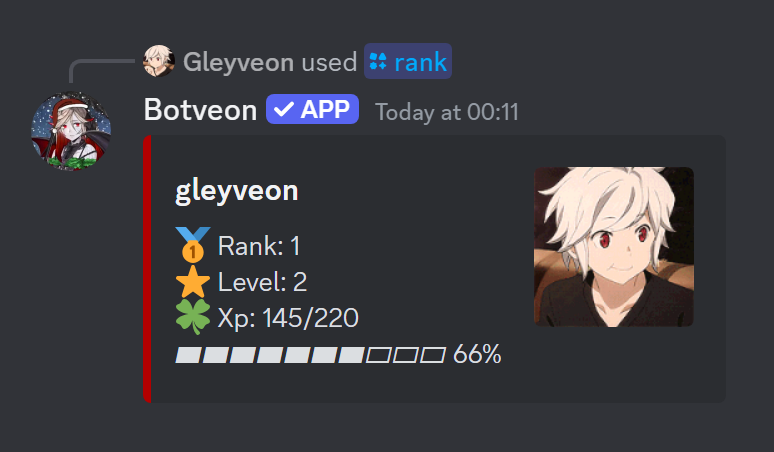 Gleyveon used rank
Botveon ✓ APP Today at 00:11
gleyveon
🥇 Rank: 1
⭐ Level: 2
🍀 Xp: 145/220
▰▰▰▰▰▰▰▱▱▱ 66%